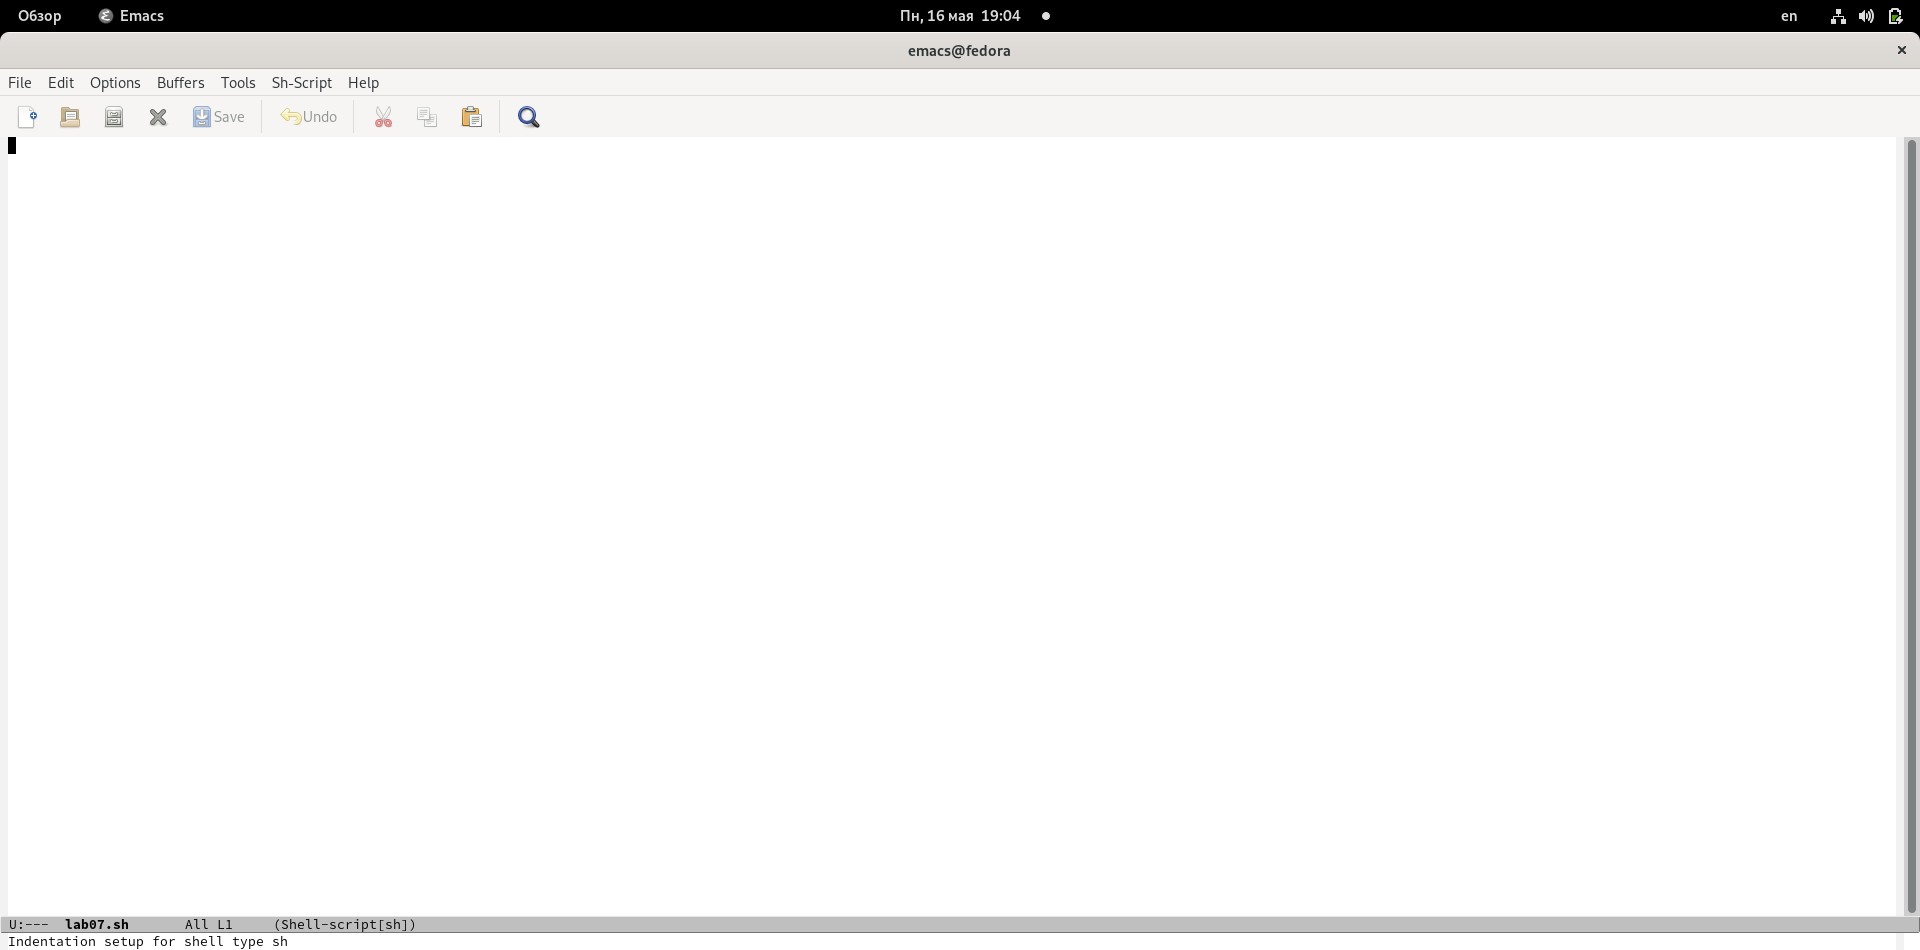 Обзор Emacs Пн, 16 мая 19:04 en
emacs@fedora
File Edit Options Buffers Tools Sh-Script Help
Save Undo
U:--- lab07.sh All L1 (Shell-script[sh])
Indentation setup for shell type sh